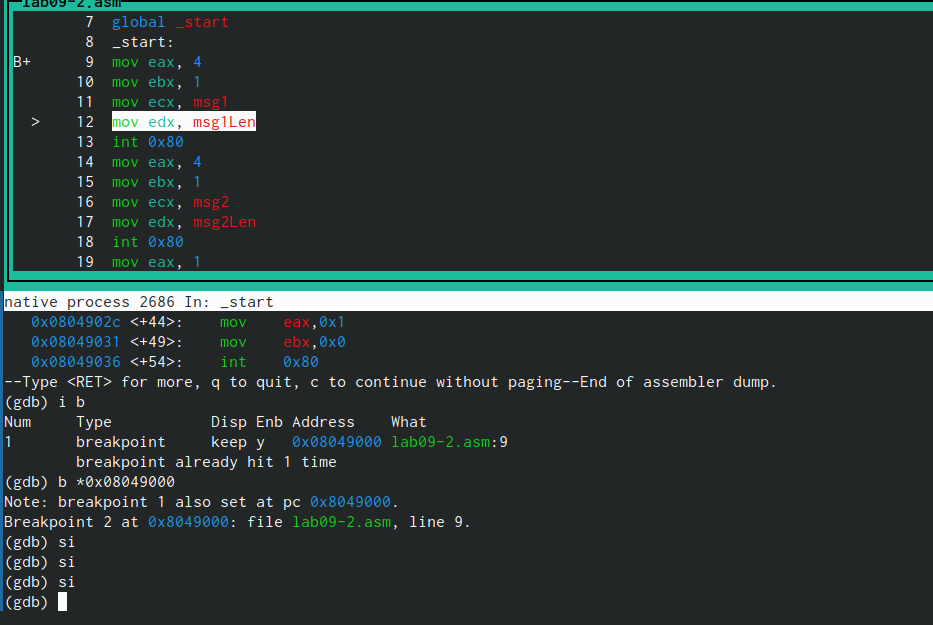 lab09-2.asm
7 global _start
8 _start:
B+ 9 mov eax, 4
10 mov ebx, 1
11 mov ecx, msg1
> 12 mov edx, msg1Len
13 int 0x80
14 mov eax, 4
15 mov ebx, 1
16 mov ecx, msg2
17 mov edx, msg2Len
18 int 0x80
19 mov eax, 1
native process 2686 In: _start
0x0804902c <+44>: mov eax,0x1
0x08049031 <+49>: mov ebx,0x0
0x08049036 <+54>: int 0x80
--Type <RET> for more, q to quit, c to continue without paging--End of assembler dump.
(gdb) i b
Num Type Disp Enb Address What
1 breakpoint keep y 0x08049000 lab09-2.asm:9
breakpoint already hit 1 time
(gdb) b *0x08049000
Note: breakpoint 1 also set at pc 0x8049000.
Breakpoint 2 at 0x8049000: file lab09-2.asm, line 9.
(gdb) si
(gdb) si
(gdb) si
(gdb)